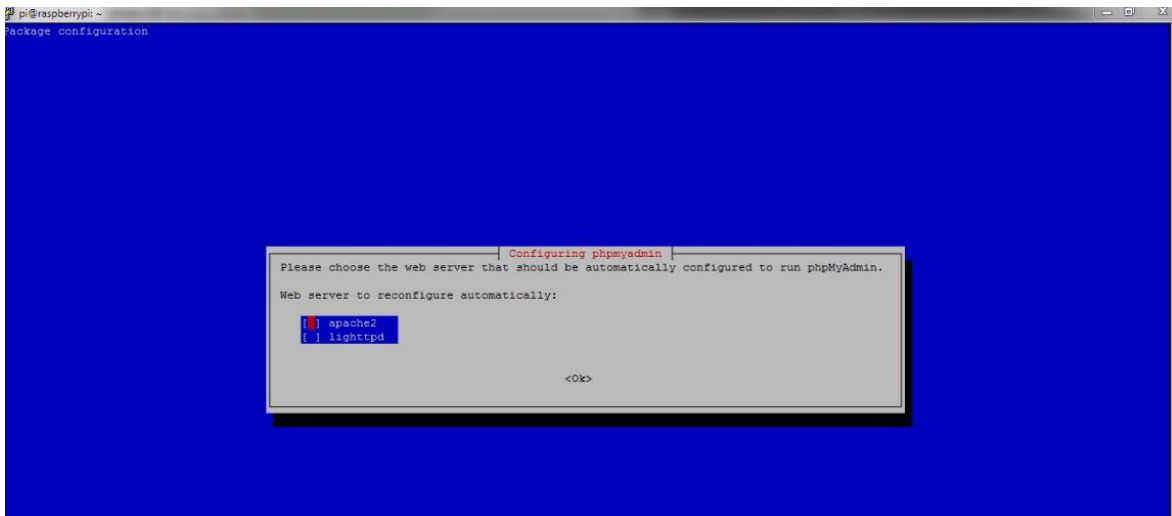 pi@raspberrypi: ~
Package configuration
Configuring phpmyadmin
Please choose the web server that should be automatically configured to run phpMyAdmin.
Web server to reconfigure automatically:
[ ] apache2
[ ] lighttpd
<Ok>